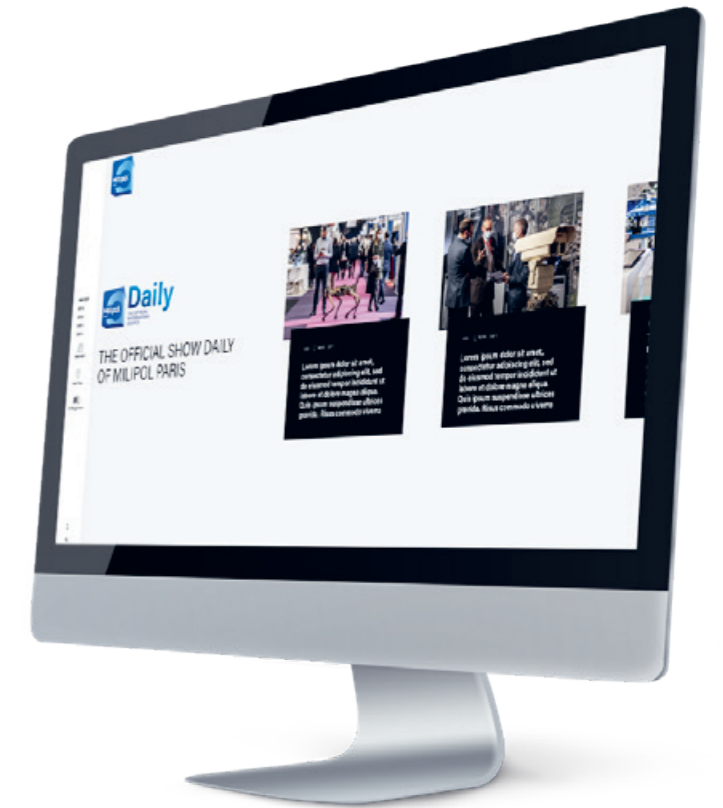 Daily
THE OFFICIAL SHOW DAILY
OF MILIPOL PARIS
Lorem ipsum dolor sit amet,
consectetur adipiscing elit, sed
do eiusmod tempor incididunt ut
labore et dolore magna aliqua.
Quis ipsum suspendisse ultrices
gravida. Risus commodo viverra
Lorem ipsum dolor sit amet,
consectetur adipiscing elit, sed
do eiusmod tempor incididunt ut
labore et dolore magna aliqua.
Quis ipsum suspendisse ultrices
gravida. Risus commodo viverra